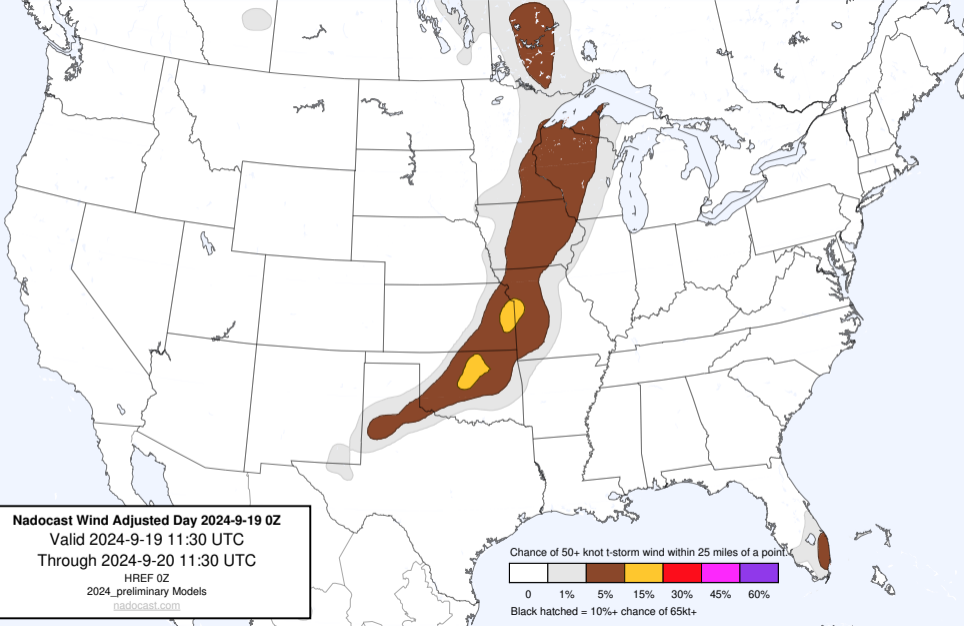 Nadocast Wind Adjusted Day 2024-9-19 0Z
Valid 2024-9-19 11:30 UTC
Through 2024-9-20 11:30 UTC
HREF 0Z
2024_preliminary Models
nadocast.com
Chance of 50+ knot t-storm wind within 25 miles of a point.
0 1% 5% 15% 30% 45% 60%
Black hatched = 10%+ chance of 65kt+